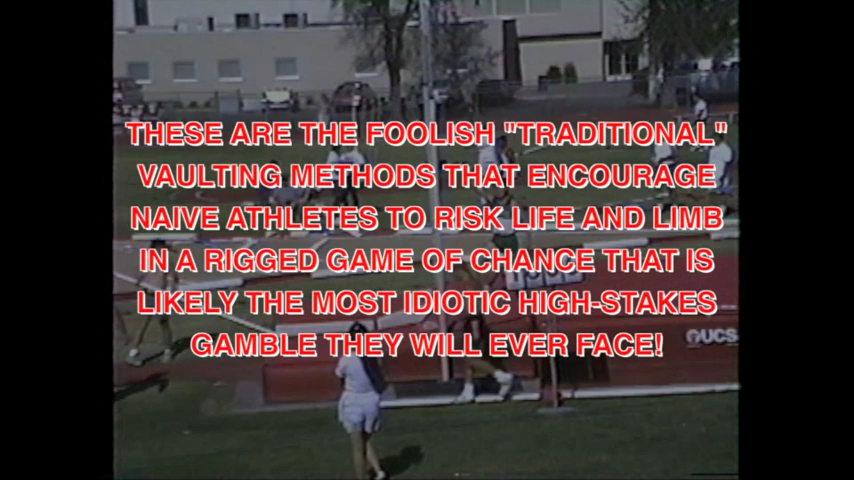 THESE ARE THE FOOLISH "TRADITIONAL"
VAULTING METHODS THAT ENCOURAGE
NAIVE ATHLETES TO RISK LIFE AND LIMB
IN A RIGGED GAME OF CHANCE THAT IS
LIKELY THE MOST IDIOTIC HIGH-STAKES
GAMBLE THEY WILL EVER FACE!
UCS